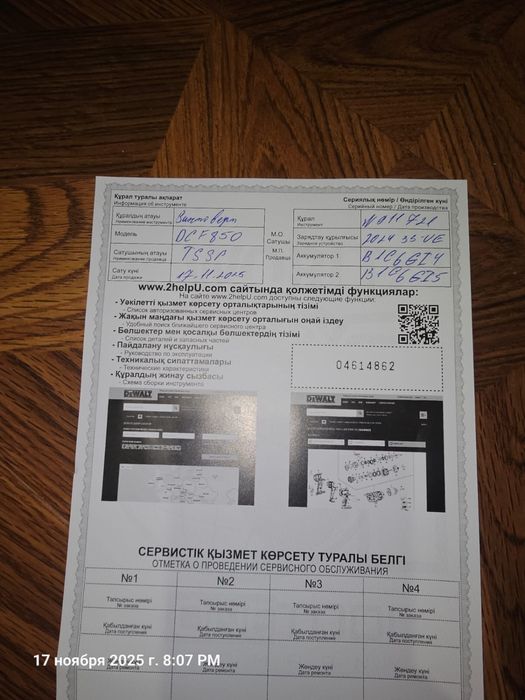 Құрал туралы ақпарат
Информация об инструменте
Сериялық нөмір / Өндірілген күні
Серийный номер / Дата производства
Құралдың атауы
Наименование инструмента
Винтоверт
Модель
DCF850
Сатушының атауы
Наименование продавца
TSSP
Сату күні
Дата продажи
17.11.2025
М.О.
Сатушы
М.П.
Продавца
Құрал
Инструмент
№011721
Зарядтау құрылғысы
Зарядное устройство
2024 35-VE
Аккумулятор 1
Аккумулятор 2
www.2helpU.com сайтында қолжетімді функциялар:
На сайте www.2helpU.com доступны следующие функции:
- Уәкілетті қызмет көрсету орталықтарының тізімі
- Список авторизованных сервисных центров
- Жақын маңдағы қызмет көрсету орталығын оңай іздеу
- Удобный поиск ближайшего сервисного центра
- Бөлшектер мен қосалқы бөлшектердің тізімі
- Список деталей и запасных частей
- Пайдалану нұсқаулығы
- Руководство по эксплуатации
- Техникалық сипаттамалары
- Технические характеристики
- Құралдың жинау сызбасы
- Схема сборки инструмента
04614862
DEWALT
DEWALT
СЕРВИСТІК ҚЫЗМЕТ КӨРСЕТУ ТУРАЛЫ БЕЛГІ
ОТМЕТКА О ПРОВЕДЕНИИ СЕРВИСНОГО ОБСЛУЖИВАНИЯ
№1 №2 №3 №4
Тапсырыс нөмірі Тапсырыс нөмірі Тапсырыс нөмірі Тапсырыс нөмірі
№ заказа № заказа № заказа № заказа
Қабылданған күні Қабылданған күні Қабылданған күні Қабылданған күні
Дата поступления Дата поступления Дата поступления Дата поступления
Жөндеу күні Жөндеу күні
Дата ремонта Дата ремонта Дата ремонта Дата ремонта
17 ноября 2025 г. 8:07 PM